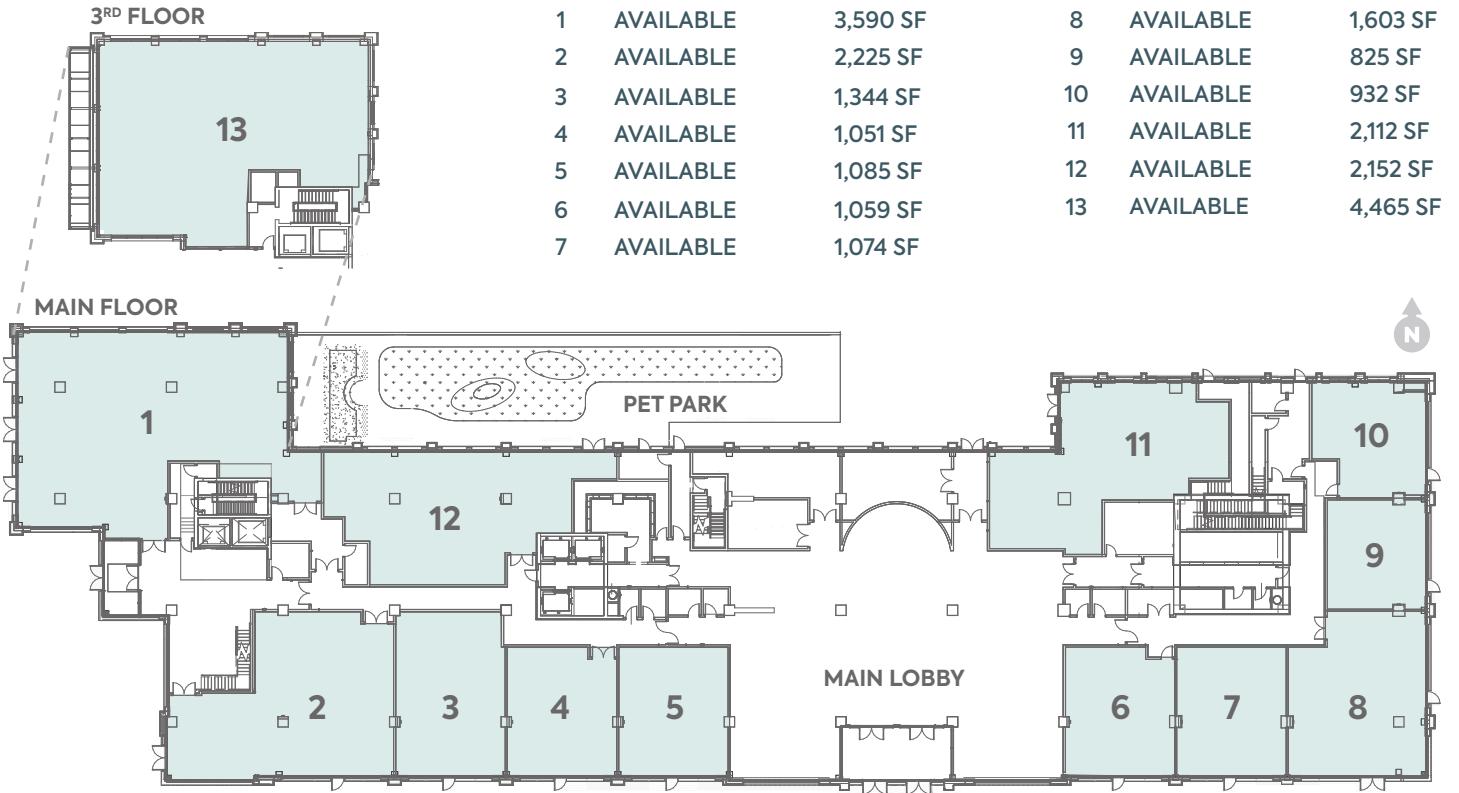 3RD FLOOR
13
1 AVAILABLE 3,590 SF
2 AVAILABLE 2,225 SF
3 AVAILABLE 1,344 SF
4 AVAILABLE 1,051 SF
5 AVAILABLE 1,085 SF
6 AVAILABLE 1,059 SF
7 AVAILABLE 1,074 SF
8 AVAILABLE 1,603 SF
9 AVAILABLE 825 SF
10 AVAILABLE 932 SF
11 AVAILABLE 2,112 SF
12 AVAILABLE 2,152 SF
13 AVAILABLE 4,465 SF
MAIN FLOOR
N
PET PARK
1
11
10
12
9
MAIN LOBBY
2
3
4
5
6
7
8